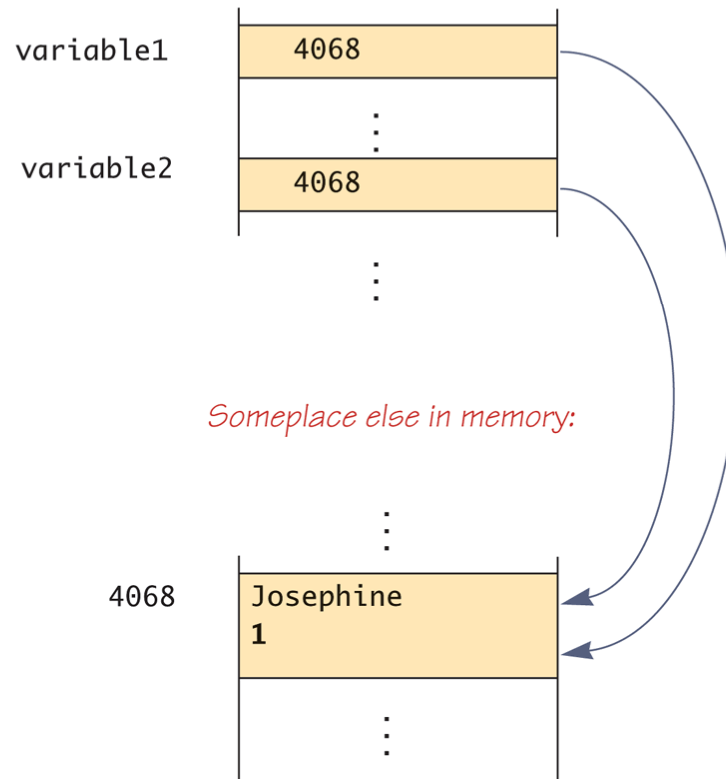 variable1 4068
variable2 4068
Someplace else in memory:
4068 Josephine
1